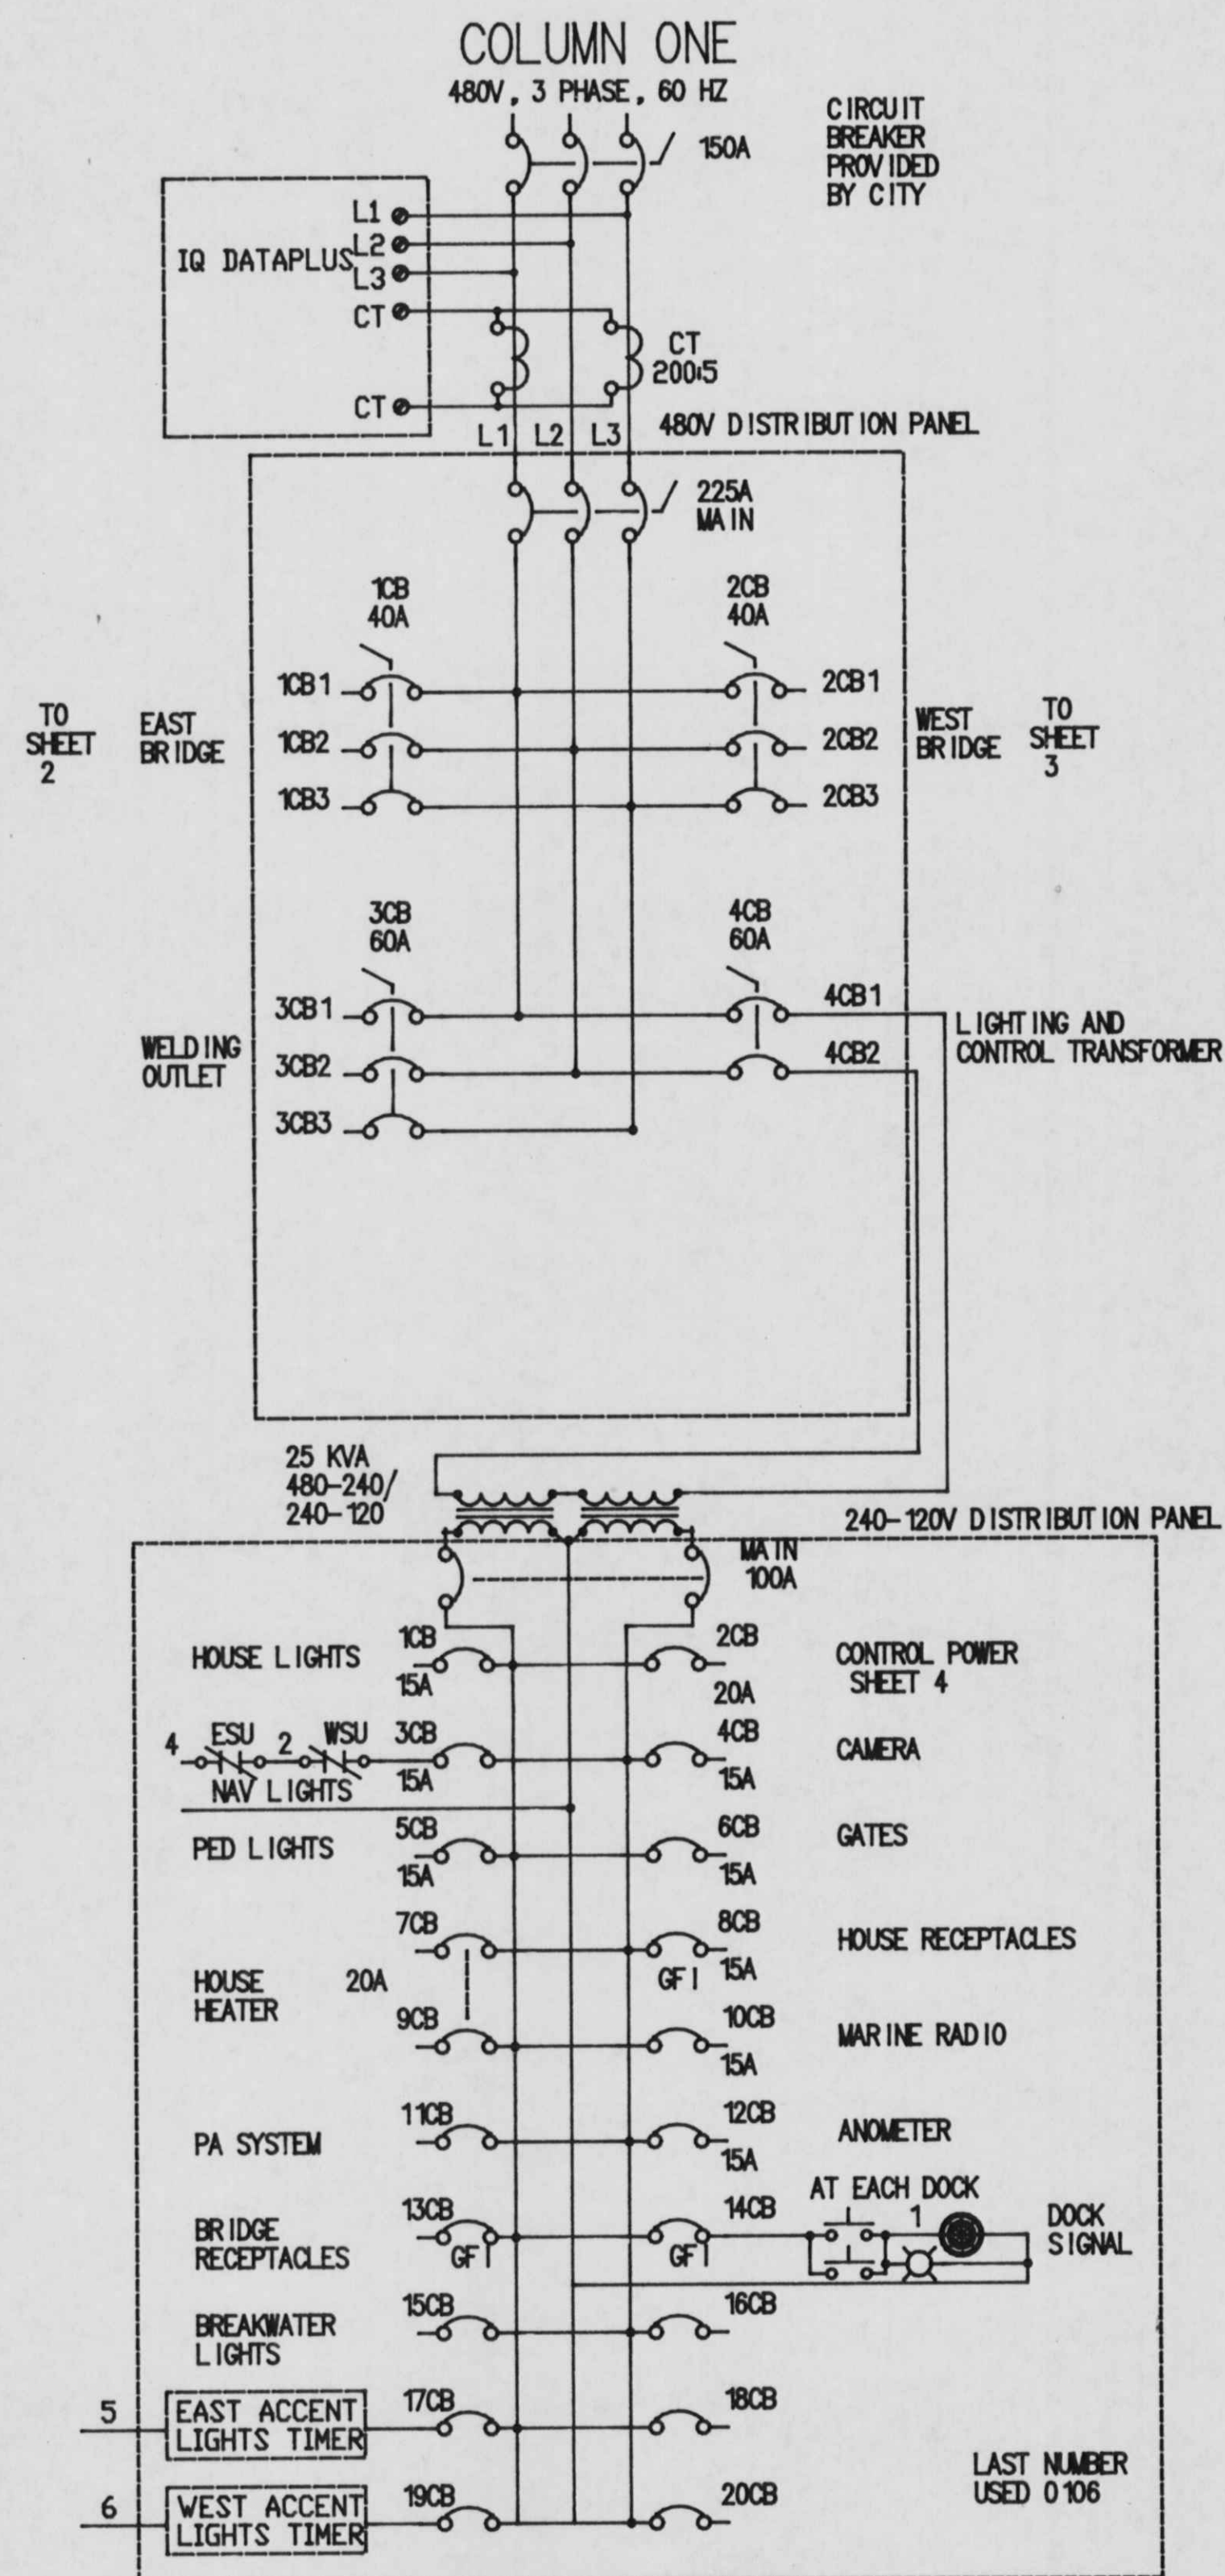 COLUMN ONE
480V, 3 PHASE, 60 HZ
CIRCUIT
BREAKER
PROVIDED
BY CITY
150A
IQ DATAPLUS
L1
L2
L3
CT
CT
CT
200:5
L1 L2 L3
480V DISTRIBUTION PANEL
225A
MAIN
1CB
40A
2CB
40A
TO
SHEET
2
EAST
BRIDGE
1CB1
1CB2
1CB3
2CB1
2CB2
2CB3
WEST
BRIDGE
TO
SHEET
3
3CB
60A
4CB
60A
WELDING
OUTLET
3CB1
3CB2
3CB3
4CB1
4CB2
LIGHTING AND
CONTROL TRANSFORMER
25 KVA
480-240/
240-120
240-120V DISTRIBUTION PANEL
MAIN
100A
HOUSE LIGHTS
1CB
15A
2CB
20A
CONTROL POWER
SHEET 4
4 ESU 2 WSU
NAV LIGHTS
3CB
15A
4CB
15A
CAMERA
PED LIGHTS
5CB
15A
6CB
15A
GATES
HOUSE
HEATER
20A
7CB
9CB
8CB
GFI 15A
HOUSE RECEPTACLES
10CB
15A
MARINE RADIO
PA SYSTEM
11CB
12CB
15A
ANOMETER
BRIDGE
RECEPTACLES
13CB
GFI
14CB
GFI
AT EACH DOCK
1
DOCK
SIGNAL
BREAKWATER
LIGHTS
15CB
16CB
5
EAST ACCENT
LIGHTS TIMER
17CB
18CB
6
WEST ACCENT
LIGHTS TIMER
19CB
20CB
LAST NUMBER
USED 0106